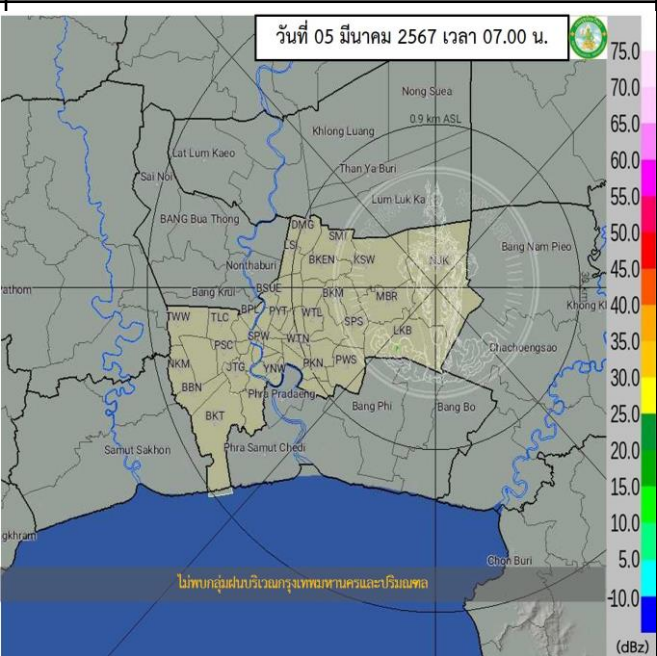 วันที่ 05 มีนาคม 2567 เวลา 07.00 น.
75.0
70.0
65.0
60.0
55.0
50.0
45.0
40.0
35.0
30.0
25.0
20.0
15.0
10.0
5.0
-10.0
(dBz)
Nong Suea
0.9 km ASL
Khlong Luang
Lat Lum Kaeo
Than Ya Buri
Sai Noi
Lum Luk Ka
BANG Bua Thong
DMG
SMI
LSI
BKEN
KSW
NJK
Bang Nam Pieo
Nonthaburi
athom
Bang Krui
BSUE
BKM
MBR
Khong Kl
TWW
TLC
BPL
PYT
WTL
SPS
LKB
PSC
SPW
WTN
Chachoengsao
NKM
JTG
YNW
PKN
PWS
BBN
Phra Pradaeng
BKT
Bang Phi
Bang Bo
Samut Sakhon
Phra Samut Chedi
gkhram
Chon Buri
ไม่พบกลุ่มฝนบริเวณกรุงเทพมหานครและปริมณฑล